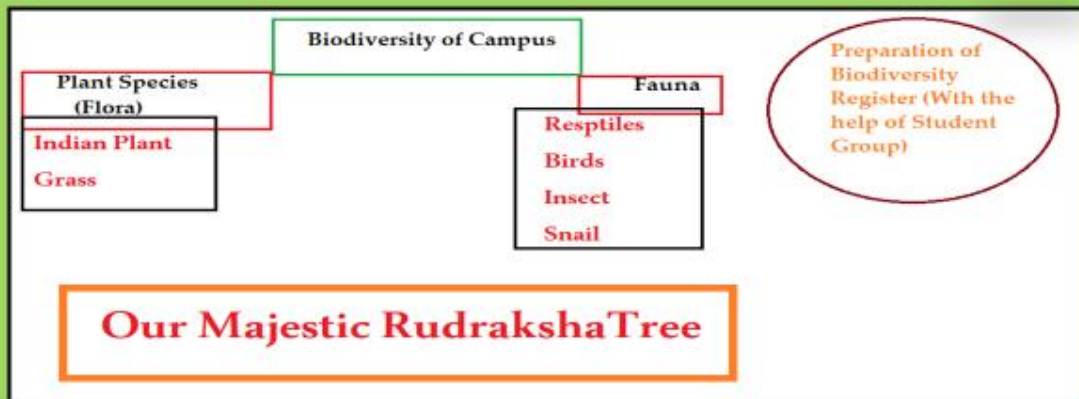 Biodiversity of Campus
Plant Species
(Flora)
Indian Plant
Grass
Fauna
Resptiles
Birds
Insect
Snail
Preparation of
Biodiversity
Register (Wth the
help of Student
Group)
Our Majestic RudrakshaTree